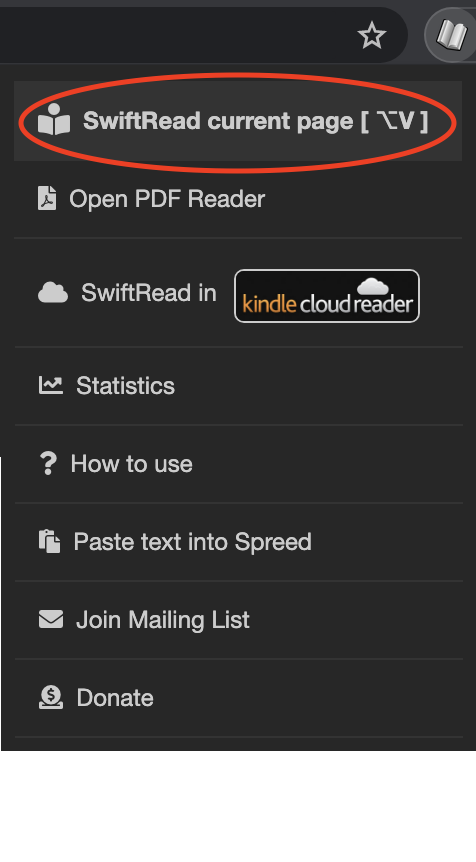 SwiftRead current page [ ⌥V ]
Open PDF Reader
SwiftRead in kindle cloud reader
Statistics
How to use
Paste text into Spreed
Join Mailing List
Donate